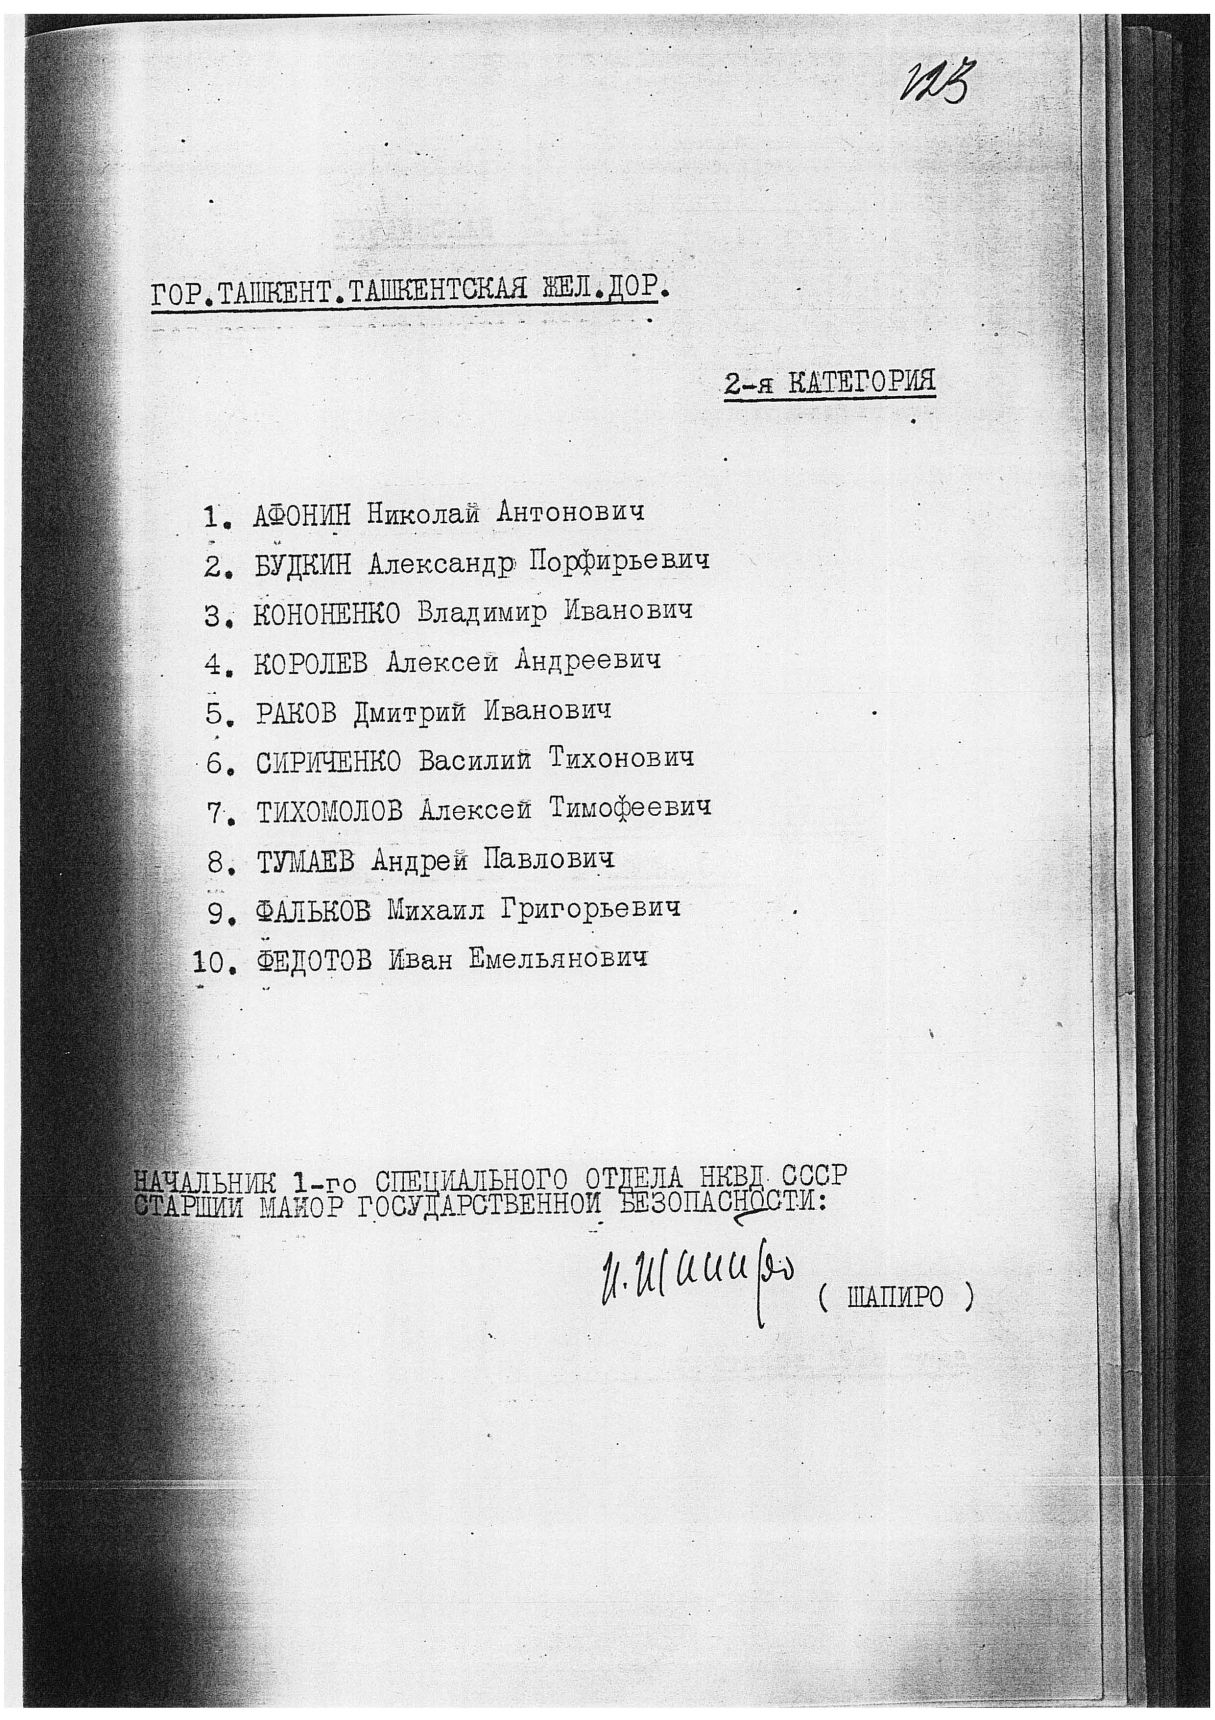 123
ГОР.ТАШКЕНТ.ТАШКЕНТСКАЯ ЖЕЛ.ДОР.
2-я КАТЕГОРИЯ
1. АФОНИН Николай Антонович
2. БУДКИН Александр Порфирьевич
3. КОНОНЕНКО Владимир Иванович
4. КОРОЛЕВ Алексей Андреевич
5. РАКОВ Дмитрий Иванович
6. СИРИЧЕНКО Василий Тихонович
7. ТИХОМОЛОВ Алексей Тимофеевич
8. ТУМАЕВ Андрей Павлович
9. ФАЛЬКОВ Михаил Григорьевич
10. ФЕДОТОВ Иван Емельянович
НАЧАЛЬНИК 1-го СПЕЦИАЛЬНОГО ОТДЕЛА НКВД СССР
СТАРШИЙ МАЙОР ГОСУДАРСТВЕННОЙ БЕЗОПАСНОСТИ:
И. Шапиро
( ШАПИРО )